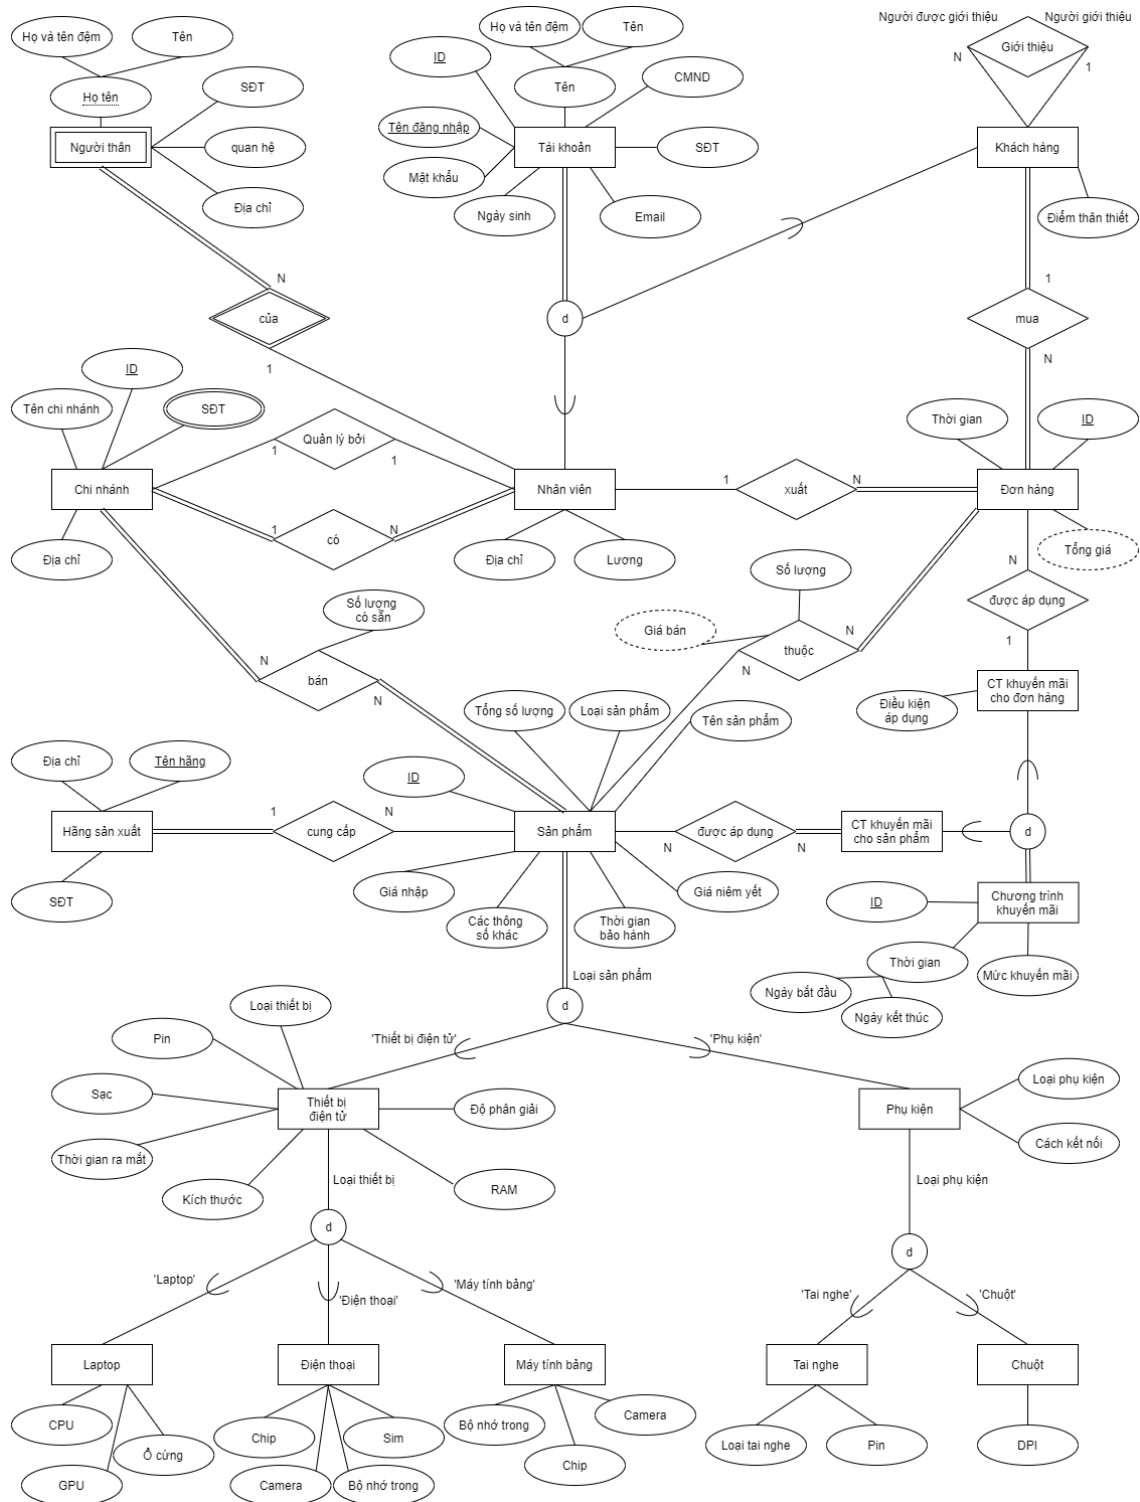 Người được giới thiệu
Người giới thiệu
Họ và tên đệm
Tên
Họ và tên đệm
Tên
Giới thiệu
ID
N
1
Họ tên
SĐT
Tên
CMND
Người thân
quan hệ
Tên đăng nhập
Tài khoản
SĐT
Khách hàng
Mật khẩu
Địa chỉ
Ngày sinh
Email
Điểm thân thiết
N
1
của
d
mua
1
N
ID
Tên chi nhánh
SĐT
Thời gian
ID
Quản lý bởi
1
1
Chi nhánh
Nhân viên
1
xuất
N
Đơn hàng
1
có
N
Địa chỉ
Địa chỉ
Lương
Tổng giá
Số lượng
N
Số lượng
có sẵn
được áp dụng
Giá bán
N
1
thuộc
N
bán
N
N
CT khuyến mãi
cho đơn hàng
Tổng số lượng
Loại sản phẩm
Tên sản phẩm
Điều kiện
áp dụng
Địa chỉ
Tên hãng
ID
1
N
Hãng sản xuất
cung cấp
Sản phẩm
được áp dụng
CT khuyến mãi
cho sản phẩm
d
N
N
Giá nhập
Giá niêm yết
Chương trình
khuyến mãi
ID
SĐT
Các thông
số khác
Thời gian
bảo hành
Thời gian
Mức khuyến mãi
Loại sản phẩm
Ngày bắt đầu
Ngày kết thúc
Loại thiết bị
d
Pin
'Thiết bị điện tử'
'Phụ kiện'
Sạc
Thiết bị
điện tử
Độ phân giải
Phụ kiện
Loại phụ kiện
Thời gian ra mắt
Cách kết nối
Loại thiết bị
Loại phụ kiện
Kích thước
RAM
d
d
'Laptop'
'Điện thoại'
'Máy tính bảng'
'Tai nghe'
'Chuột'
Laptop
Điện thoại
Máy tính bảng
Tai nghe
Chuột
CPU
Ổ cứng
GPU
Chip
Sim
Camera
Bộ nhớ trong
Bộ nhớ trong
Camera
Chip
Loại tai nghe
Pin
DPI